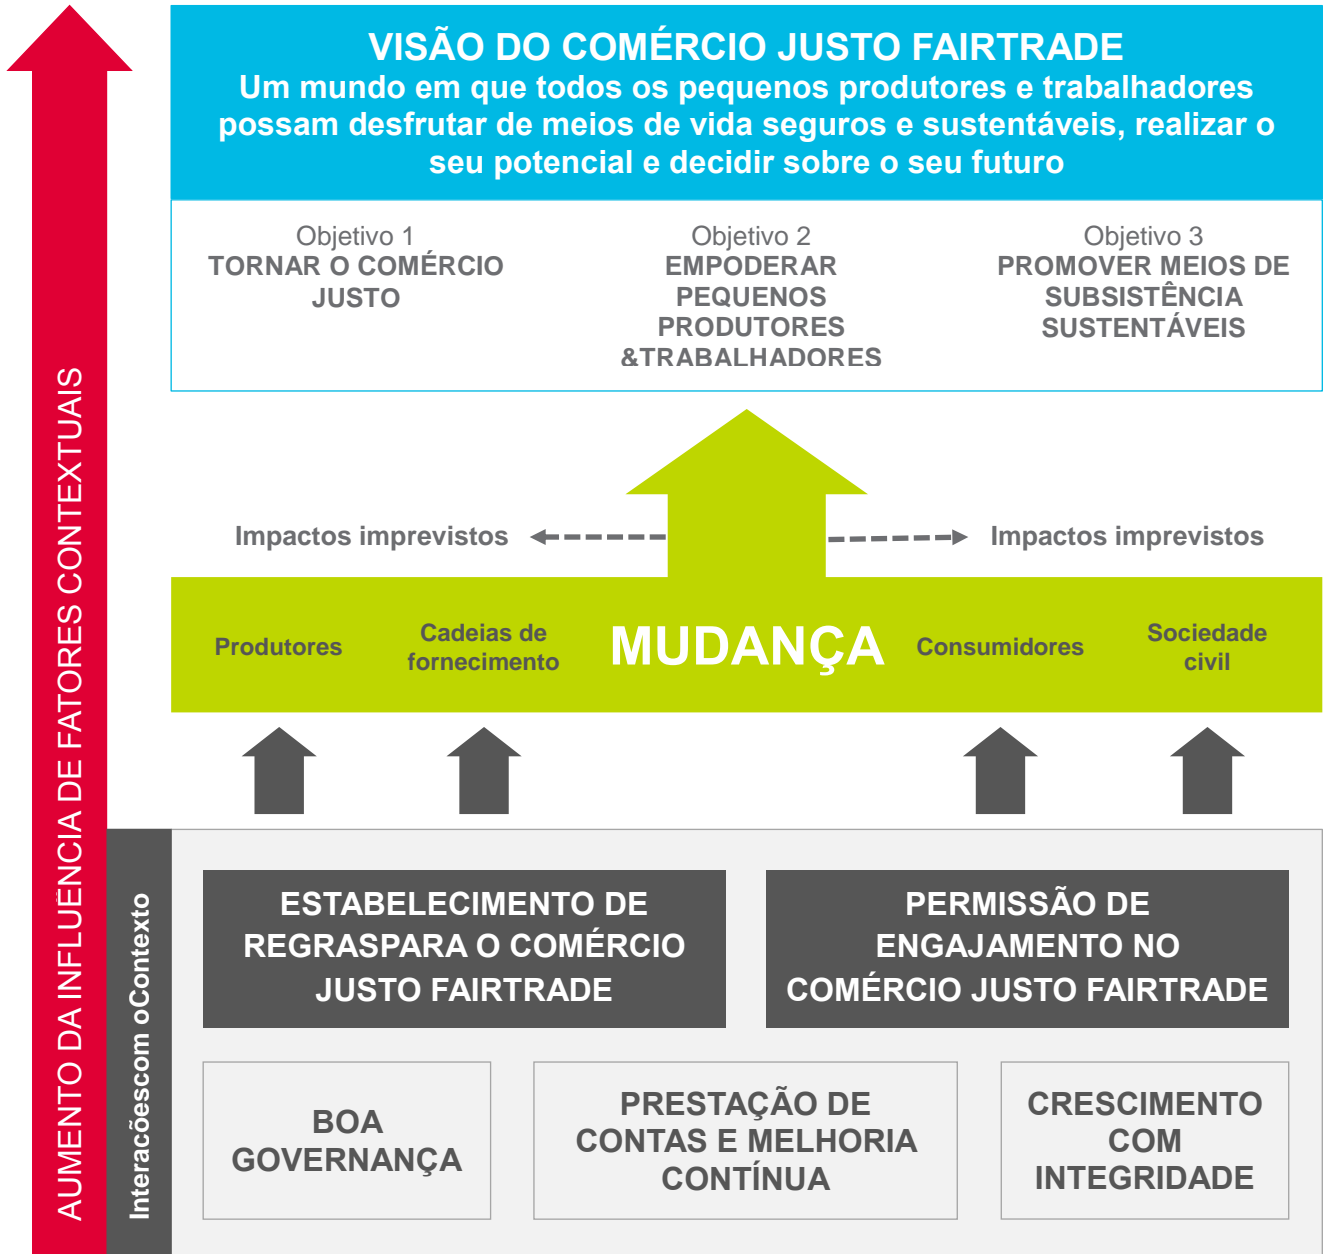 VISÃO DO COMÉRCIO JUSTO FAIRTRADE
Um mundo em que todos os pequenos produtores e trabalhadores
possam desfrutar de meios de vida seguros e sustentáveis, realizar o
seu potencial e decidir sobre o seu futuro
Objetivo 1
TORNAR O COMÉRCIO
JUSTO
Objetivo 2
EMPODERAR
PEQUENOS
PRODUTORES
&TRABALHADORES
Objetivo 3
PROMOVER MEIOS DE
SUBSISTÊNCIA
SUSTENTÁVEIS
Impactos imprevistos
Impactos imprevistos
Produtores
Cadeias de
fornecimento
MUDANÇA
Consumidores
Sociedade
civil
AUMENTO DA INFLUÊNCIA DE FATORES CONTEXTUAIS
Interacõescom oContexto
ESTABELECIMENTO DE
REGRASPARA O COMÉRCIO
JUSTO FAIRTRADE
PERMISSÃO DE
ENGAJAMENTO NO
COMÉRCIO JUSTO FAIRTRADE
BOA
GOVERNANÇA
PRESTAÇÃO DE
CONTAS E MELHORIA
CONTÍNUA
CRESCIMENTO
COM
INTEGRIDADE